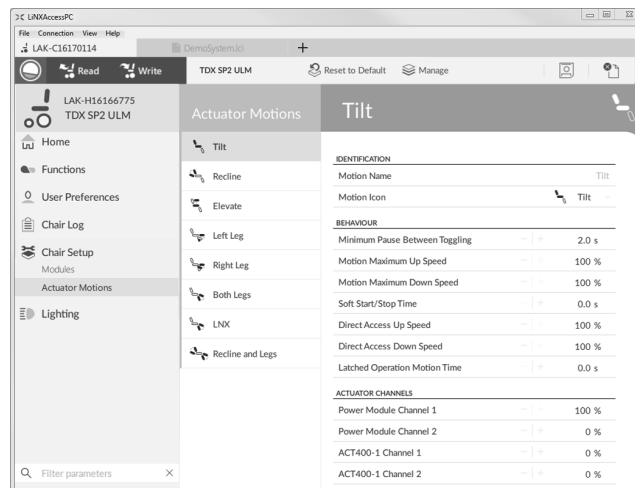 LiNXAccessPC
File Connection View Help
LAK-C16170114 DemoSystem.lci +
Read Write TDX SP2 ULM Reset to Default Manage
LAK-H16166775
TDX SP2 ULM
Home
Functions
User Preferences
Chair Log
Chair Setup
Modules
Actuator Motions
Lighting
Filter parameters
Actuator Motions
Tilt
Recline
Elevate
Left Leg
Right Leg
Both Legs
LNX
Recline and Legs
Tilt
IDENTIFICATION
Motion Name Tilt
Motion Icon Tilt
BEHAVIOUR
Minimum Pause Between Toggling 2.0 s
Motion Maximum Up Speed 100 %
Motion Maximum Down Speed 100 %
Soft Start/Stop Time 0.0 s
Direct Access Up Speed 100 %
Direct Access Down Speed 100 %
Latched Operation Motion Time 0.0 s
ACTUATOR CHANNELS
Power Module Channel 1 100 %
Power Module Channel 2 0 %
ACT400-1 Channel 1 0 %
ACT400-1 Channel 2 0 %